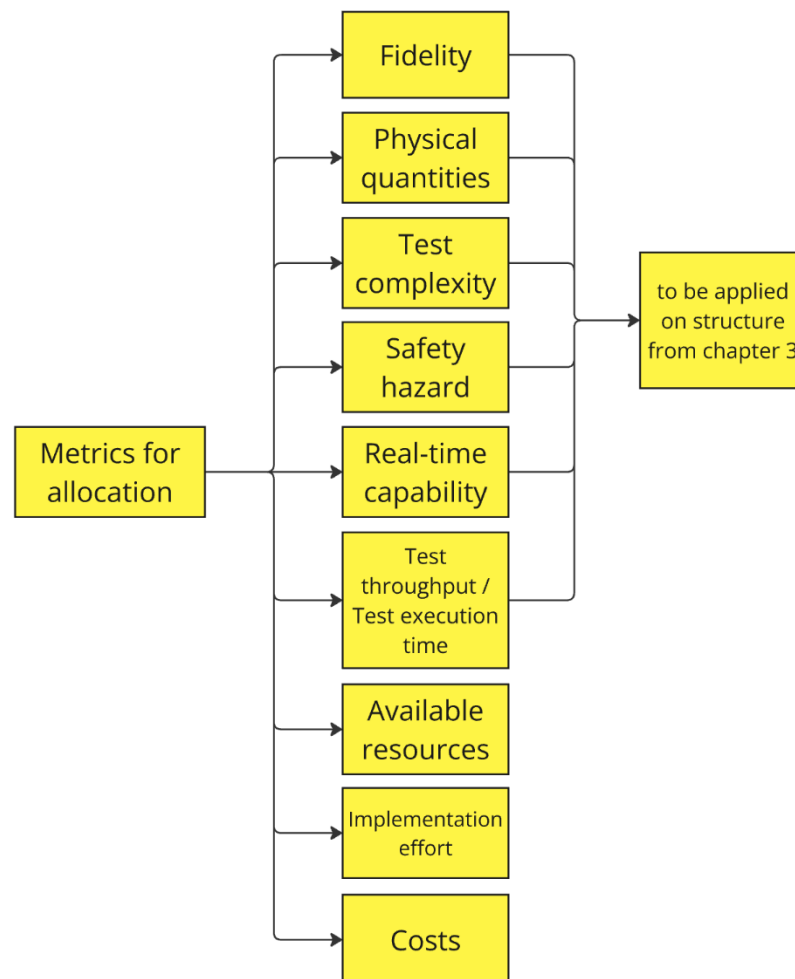 Fidelity
Physical
quantities
Test
complexity
Safety
hazard
Metrics for
allocation
Real-time
capability
Test
throughput /
Test execution
time
Available
resources
Implementation
effort
Costs
to be applied
on structure
from chapter 3